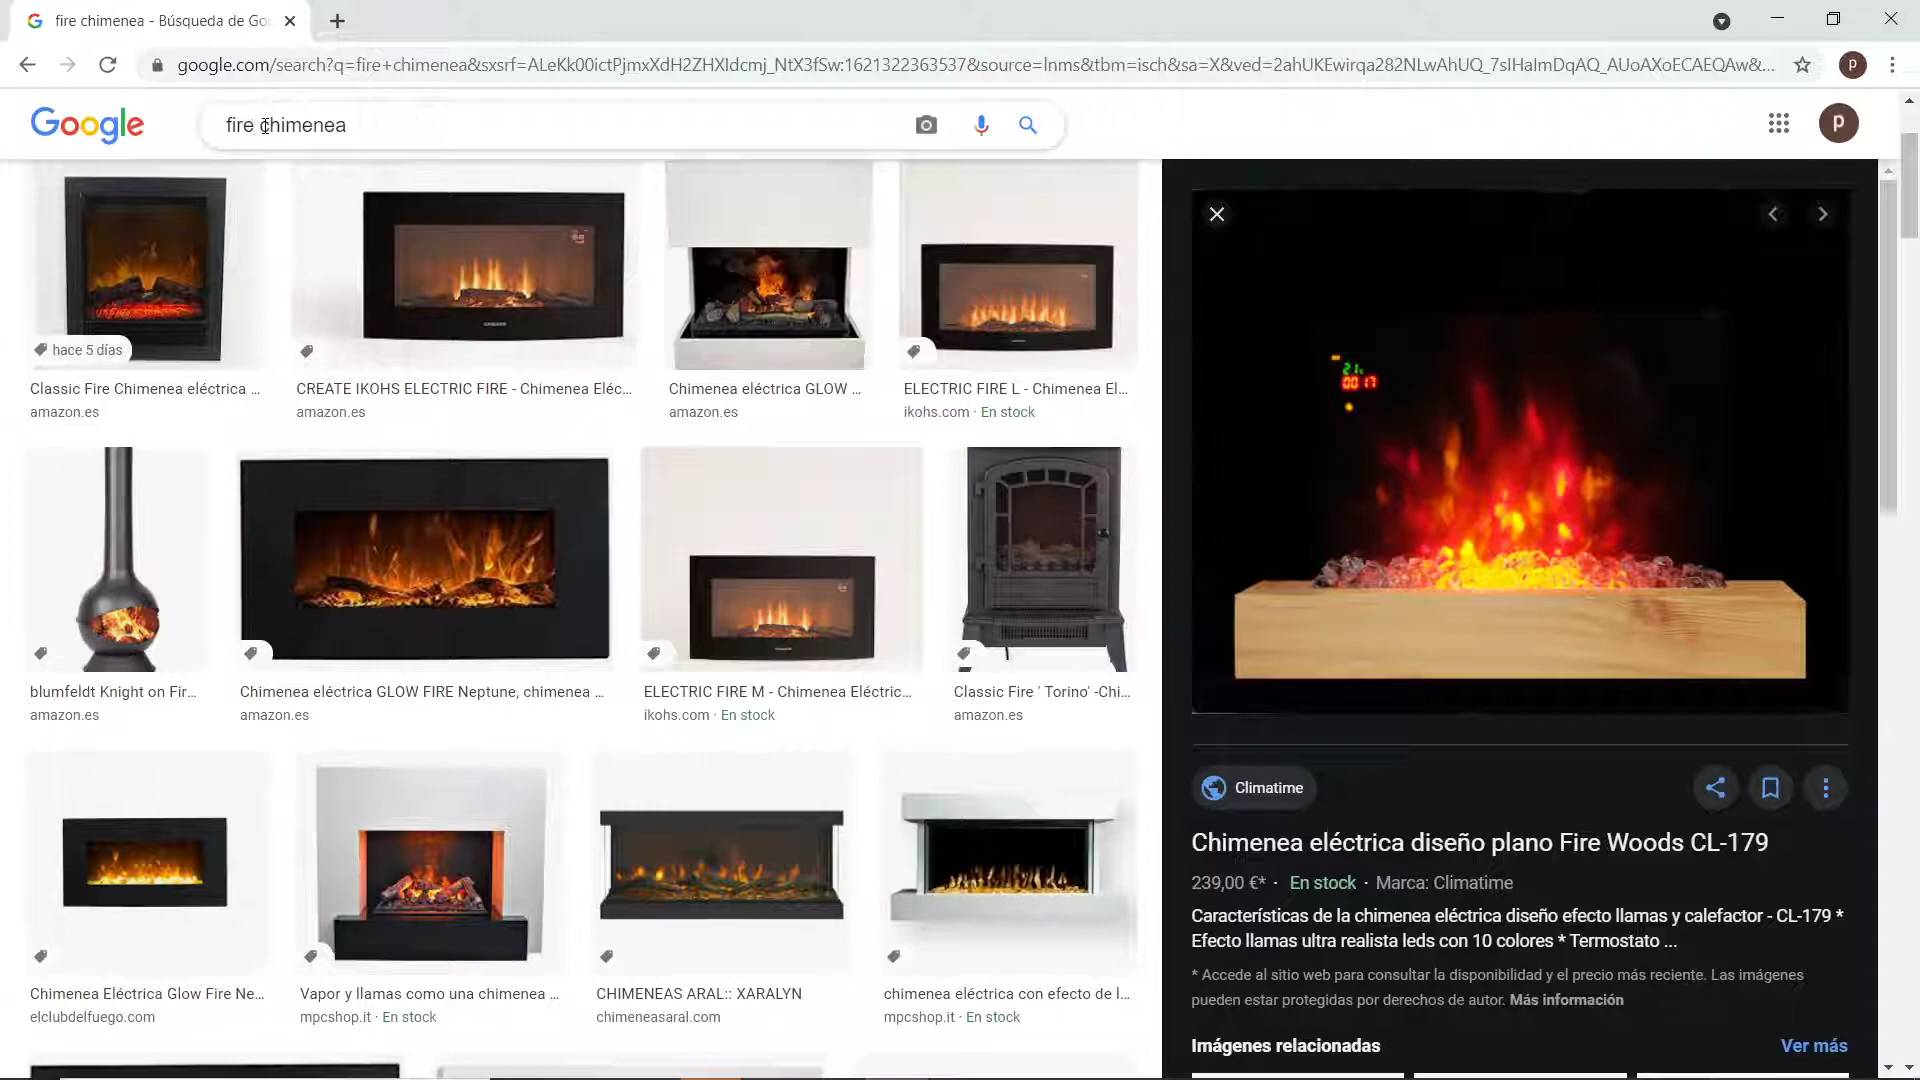 fire chimenea - Búsqueda de Goo
google.com/search?q=fire+chimenea&sxsrf=ALeKk00ictPjmxXdH2ZHXIdcmj_NtX3fSw:1621322363537&source=lnms&tbm=isch&sa=X&ved=2ahUKEwirqa282NLwAhUQ_7sIHaImDqAQ_AUoAXoECAEQAw&...
p
Google
fire chimenea
p
hace 5 días
Classic Fire Chimenea eléctrica ...
amazon.es
CREATE IKOHS ELECTRIC FIRE - Chimenea Eléc...
amazon.es
Chimenea eléctrica GLOW ...
amazon.es
ELECTRIC FIRE L - Chimenea El...
ikohs.com · En stock
blumfeldt Knight on Fir...
amazon.es
Chimenea eléctrica GLOW FIRE Neptune, chimenea ...
amazon.es
ELECTRIC FIRE M - Chimenea Eléctric...
ikohs.com · En stock
Classic Fire ' Torino' -Chi...
amazon.es
Chimenea Eléctrica Glow Fire Ne...
elclubdelfuego.com
Vapor y llamas como una chimenea ...
mpcshop.it · En stock
CHIMENEAS ARAL:: XARALYN
chimeneasaral.com
chimenea eléctrica con efecto de l...
mpcshop.it · En stock
0017
Climatime
Chimenea eléctrica diseño plano Fire Woods CL-179
239,00 €* · En stock · Marca: Climatime
Características de la chimenea eléctrica diseño efecto llamas y calefactor - CL-179 *
Efecto llamas ultra realista leds con 10 colores * Termostato ...
* Accede al sitio web para consultar la disponibilidad y el precio más reciente. Las imágenes
pueden estar protegidas por derechos de autor. Más información
Imágenes relacionadas
Ver más